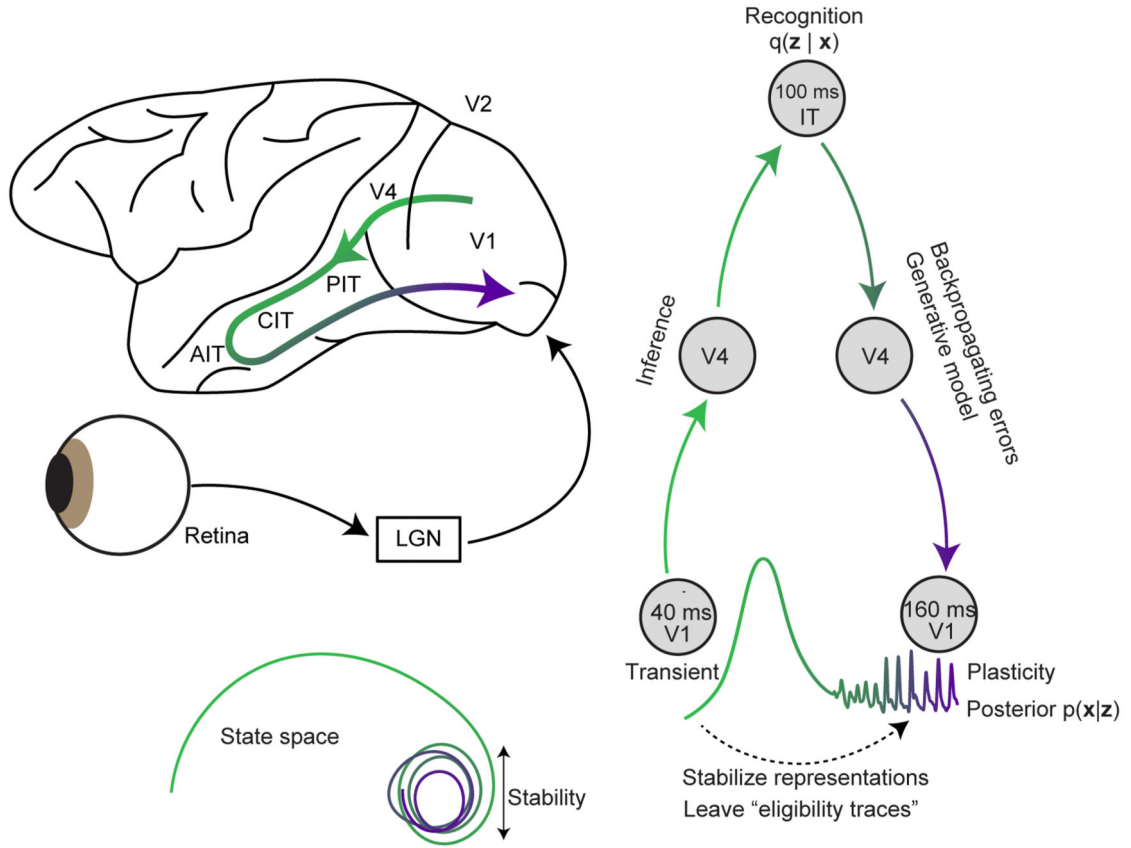 Recognition
q(z | x)
100 ms
IT
V2
V4
V1
PIT
CIT
AIT
Inference
V4
V4
Backpropagating errors
Generative model
Retina
LGN
40 ms
V1
Transient
160 ms
V1
Plasticity
Posterior p(x|z)
State space
Stability
Stabilize representations
Leave “eligibility traces”